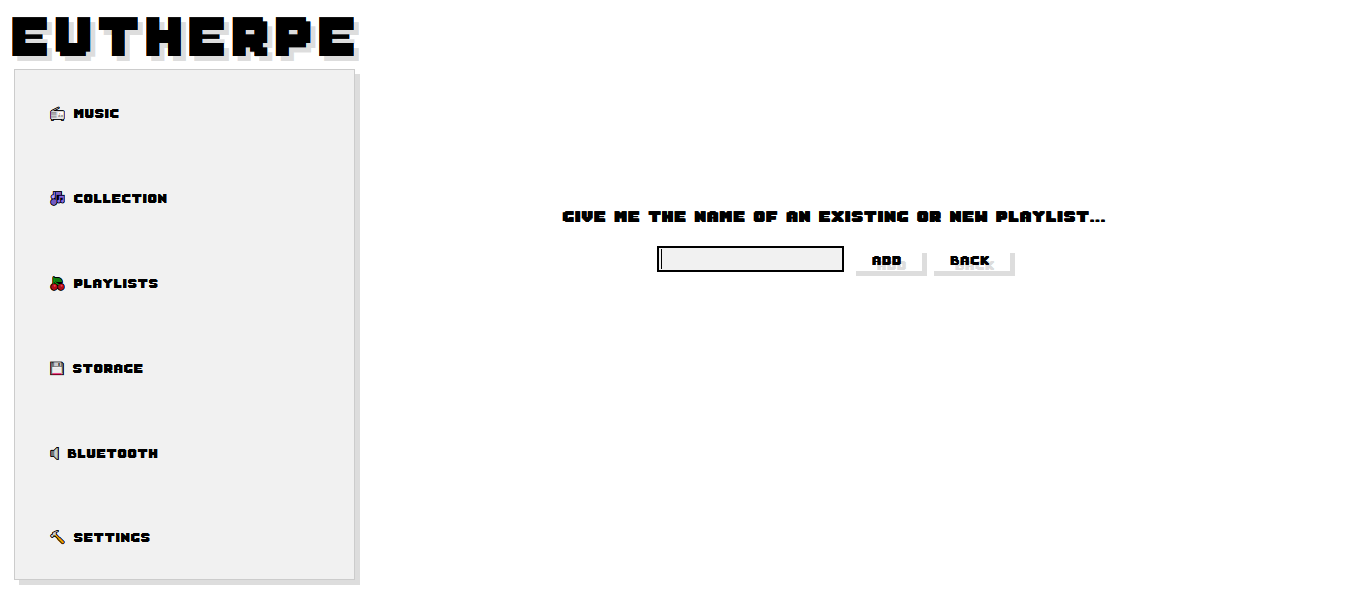 EUTHERPE
MUSIC
COLLECTION
PLAYLISTS
STORAGE
BLUETOOTH
SETTINGS
GIVE ME THE NAME OF AN EXISTING OR NEW PLAYLIST...
ADD BACK